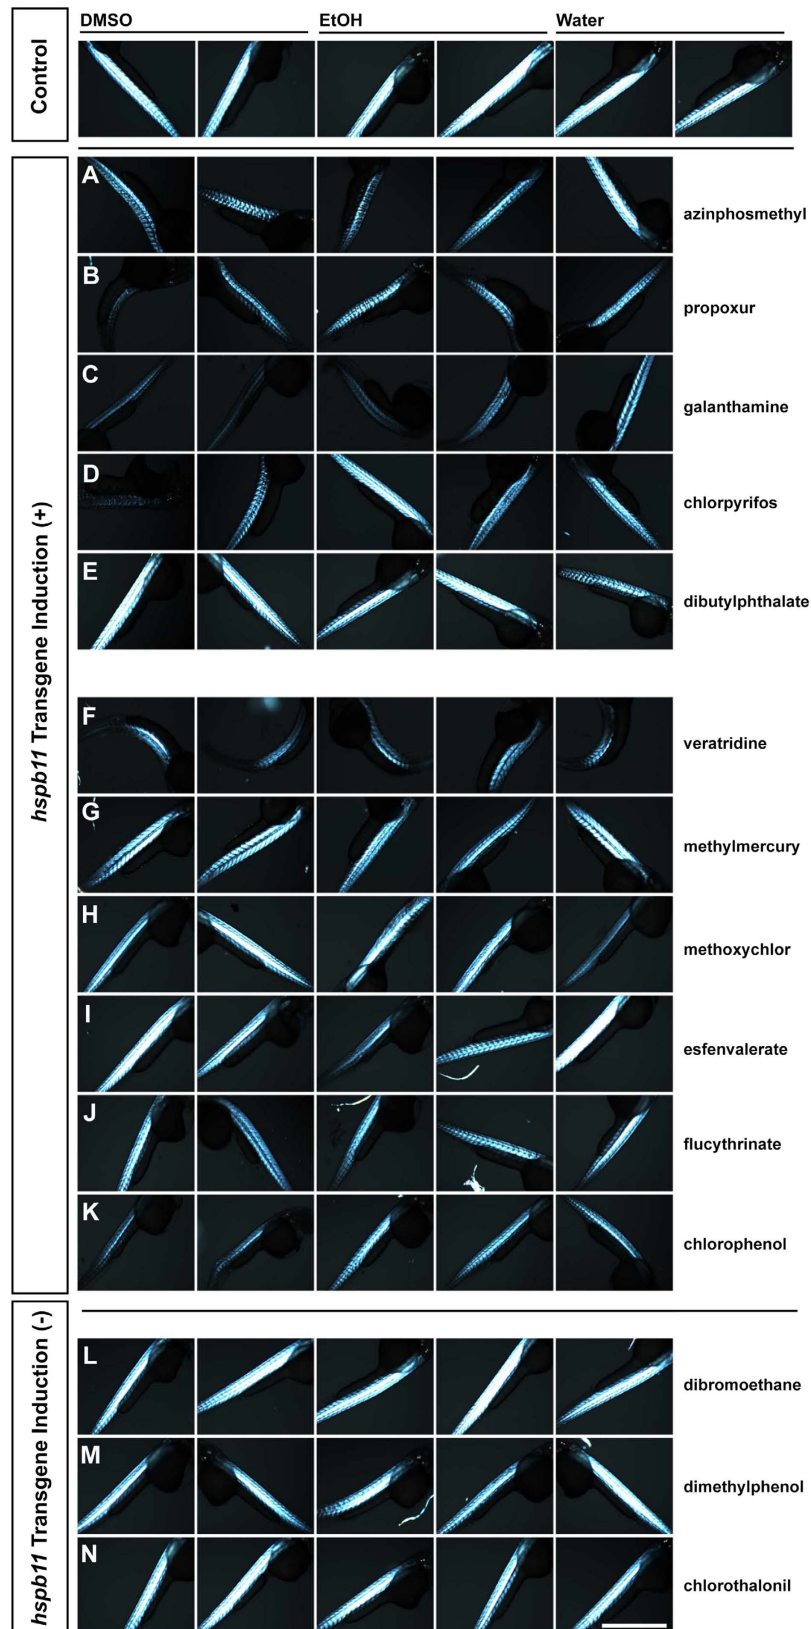 DMSO EtOH Water
Control
hspb11 Transgene Induction (+)
A azinphosmethyl
B propoxur
C galanthamine
D chlorpyrifos
E dibutylphthalate
F veratridine
G methylmercury
H methoxychlor
I esfenvalerate
J flucythrinate
K chlorophenol
hspb11 Transgene Induction (-)
L dibromoethane
M dimethylphenol
N chlorothalonil